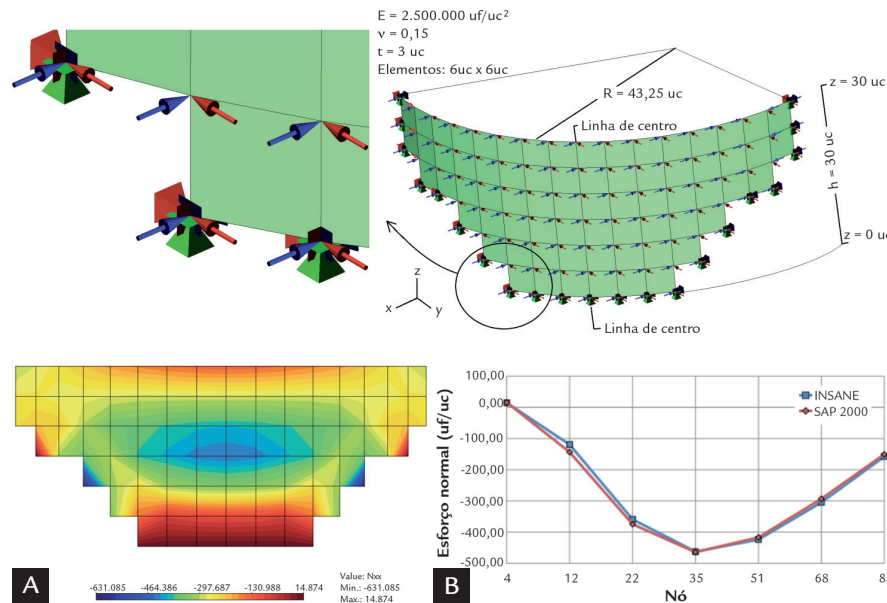 E = 2.500.000 uf/uc²
ν = 0,15
t = 3 uc
Elementos: 6uc x 6uc
R = 43,25 uc
z = 30 uc
Linha de centro
h = 30 uc
z = 0 uc
z
x
y
Linha de centro
A
-631.085
-464.386
-297.687
-130.988
14.874
Value: Nxx
Min.: -631.085
Max.: 14.874
B
Esforço normal (uf/uc)
100,00
0,00
-100,00
-200,00
-300,00
-400,00
-500,00
INSANE
SAP 2000
4
12
22
35
51
68
Nó